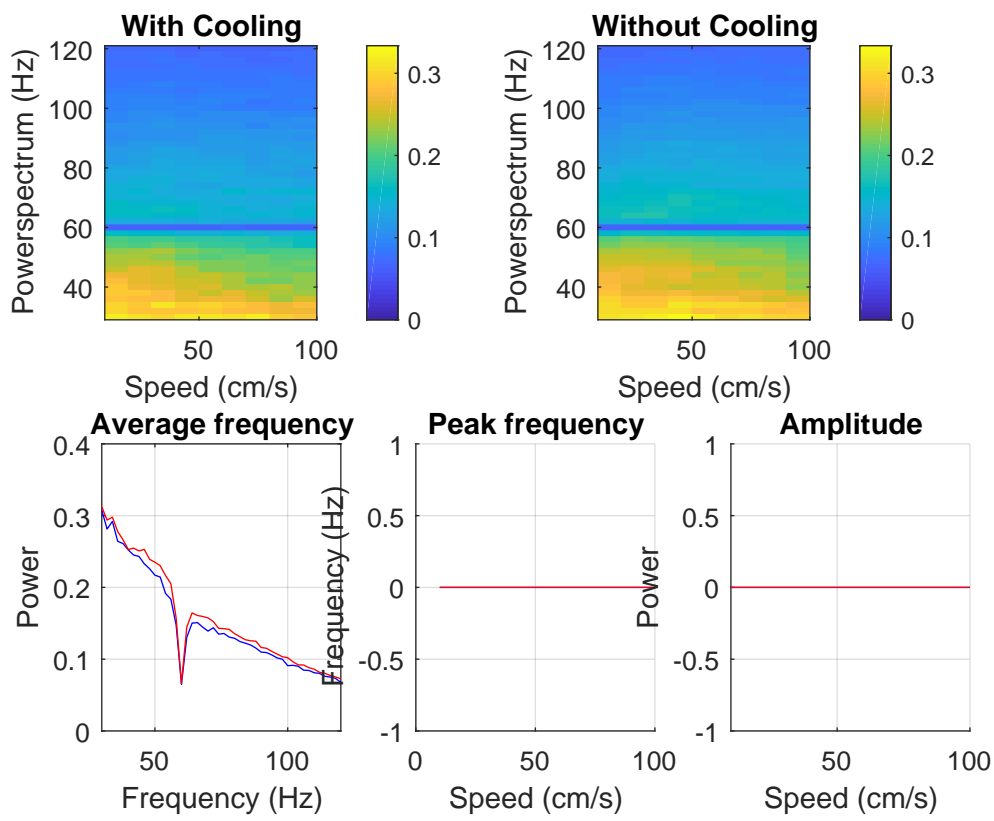 With Cooling
Powerspectrum (Hz)
120
100
80
60
40
50
100
Speed (cm/s)
0.3
0.2
0.1
0
Without Cooling
Powerspectrum (Hz)
120
100
80
60
40
50
100
Speed (cm/s)
0.3
0.2
0.1
0
Average frequency
Power
0.4
0.3
0.2
0.1
0
50
100
Frequency (Hz)
Peak frequency
Frequency (Hz)
1
0.5
0
-0.5
-1
0
50
100
Speed (cm/s)
Amplitude
Power
1
0.5
0
-0.5
-1
50
100
Speed (cm/s)